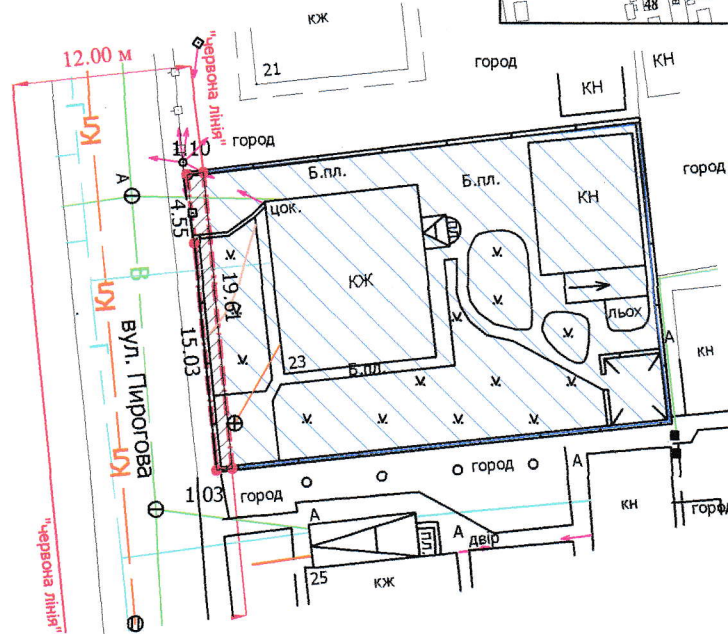 48
кж
21
12.00 м
"червона лінія"
город
КН
КН
город
1.10
город
Б.пл.
Б.пл.
КН
А
цок.
пл.
4.55
Кл
В
КЖ
19.61
льох
Кл
15.03
23
Б.пл.
вул. Пирогова
А
кн
Кл
1.03
город
город
А
кн
город
А
А
двір
пл.
25
кж
"червона лінія"